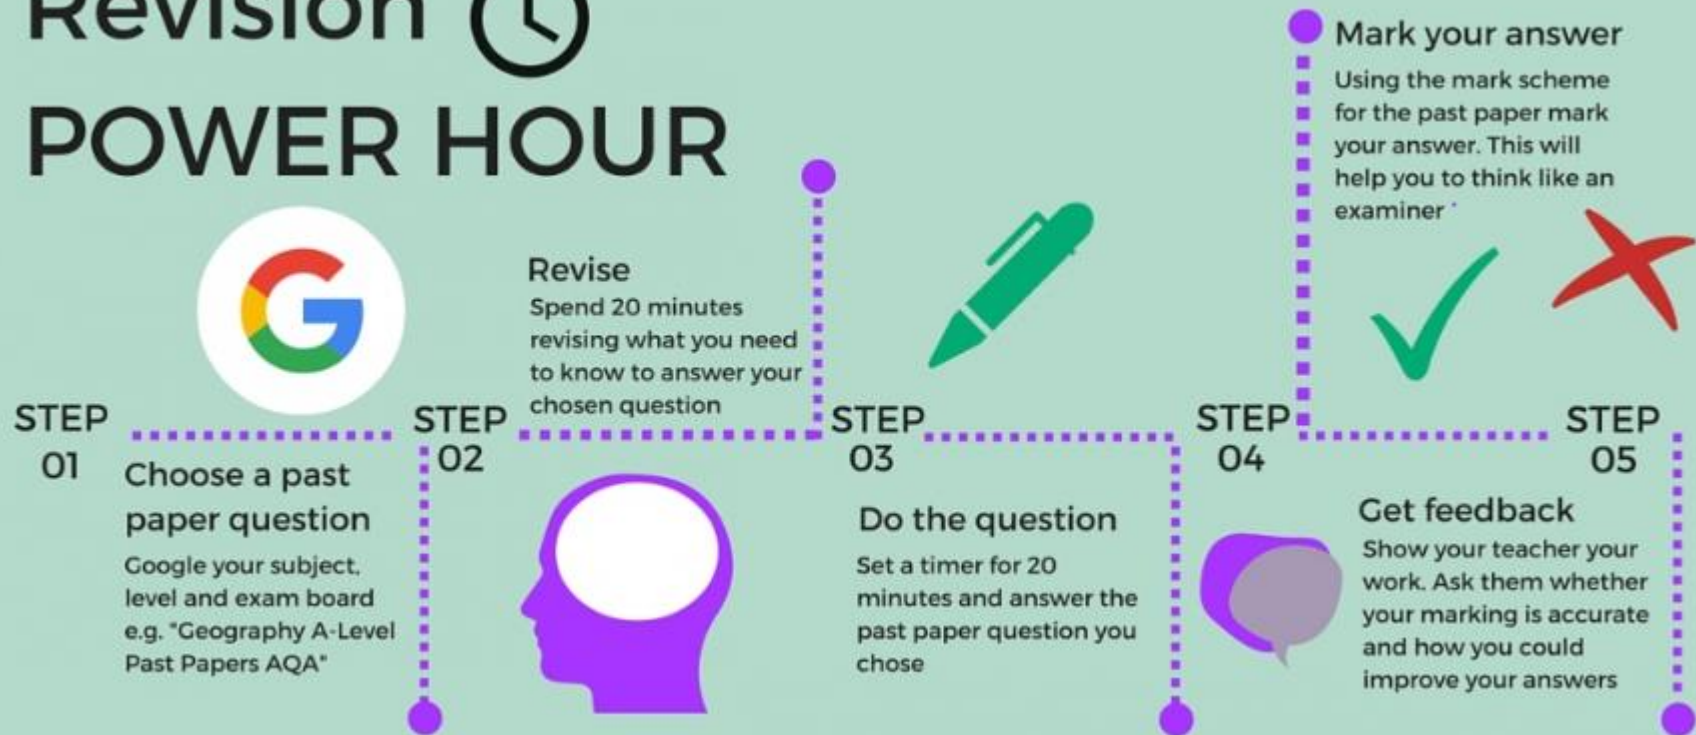 Revision
POWER HOUR
STEP
01
Choose a past
paper question
Google your subject,
level and exam board
e.g. "Geography A-Level
Past Papers AQA"
STEP
02
Revise
Spend 20 minutes
revising what you need
to know to answer your
chosen question
STEP
03
Do the question
Set a timer for 20
minutes and answer the
past paper question you
chose
STEP
04
Mark your answer
Using the mark scheme
for the past paper mark
your answer. This will
help you to think like an
examiner
STEP
05
Get feedback
Show your teacher your
work. Ask them whether
your marking is accurate
and how you could
improve your answers